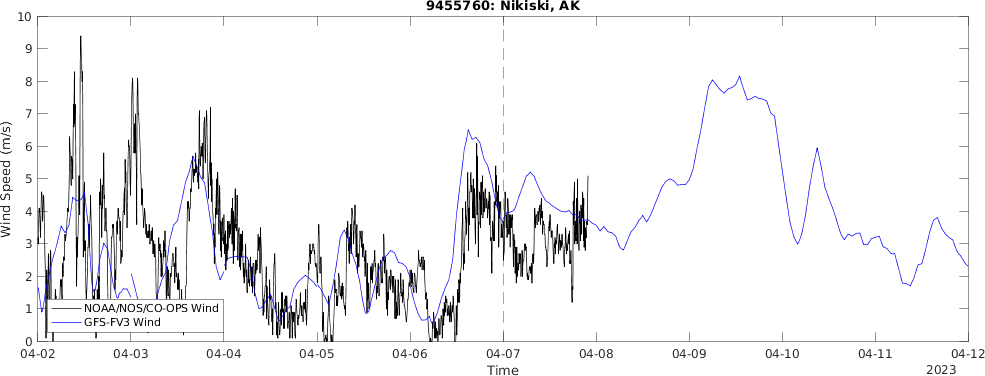 9455760: Nikiski, AK
10
9
8
7
6
5
4
3
2
1
0
Wind Speed (m/s)
NOAA/NOS/CO-OPS Wind
GFS-FV3 Wind
04-02 04-03 04-04 04-05 04-06 04-07 04-08 04-09 04-10 04-11 04-12
Time
2023